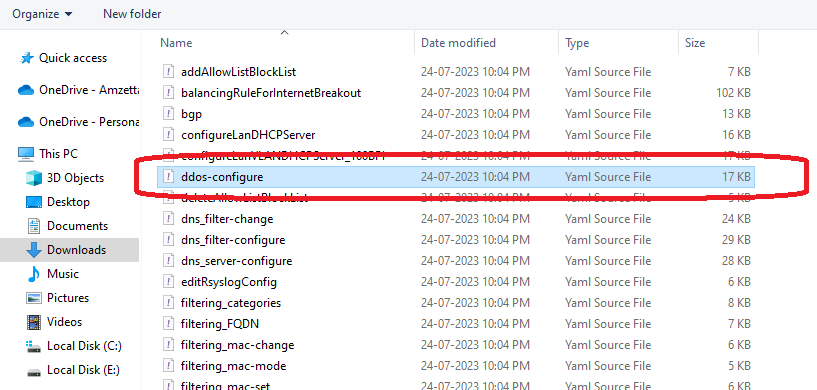 Organize New folder
Name Date modified Type Size
Quick access
OneDrive - Amzetta
OneDrive - Persona
This PC
3D Objects
Desktop
Documents
Downloads
Music
Pictures
Videos
Local Disk (C:)
Local Disk (E:)
addAllowListBlockList 24-07-2023 10:04 PM Yaml Source File 7 KB
balancingRuleForInternetBreakout 24-07-2023 10:04 PM Yaml Source File 102 KB
bgp 24-07-2023 10:04 PM Yaml Source File 13 KB
configureLanDHCPServer 24-07-2023 10:04 PM Yaml Source File 16 KB
configureLanVLANDHCPServer_100BF1 24-07-2023 10:04 PM Yaml Source File 17 KB
ddos-configure 24-07-2023 10:04 PM Yaml Source File 17 KB
deleteAllowListBlockList 24-07-2023 10:04 PM Yaml Source File 5 KB
dns_filter-change 24-07-2023 10:04 PM Yaml Source File 24 KB
dns_filter-configure 24-07-2023 10:04 PM Yaml Source File 29 KB
dns_server-configure 24-07-2023 10:04 PM Yaml Source File 28 KB
editRsyslogConfig 24-07-2023 10:04 PM Yaml Source File 6 KB
filtering_categories 24-07-2023 10:04 PM Yaml Source File 8 KB
filtering_FQDN 24-07-2023 10:04 PM Yaml Source File 7 KB
filtering_mac-change 24-07-2023 10:04 PM Yaml Source File 6 KB
filtering_mac-mode 24-07-2023 10:04 PM Yaml Source File 5 KB
filtering_mac-set 24-07-2023 10:04 PM Yaml Source File 6 KB